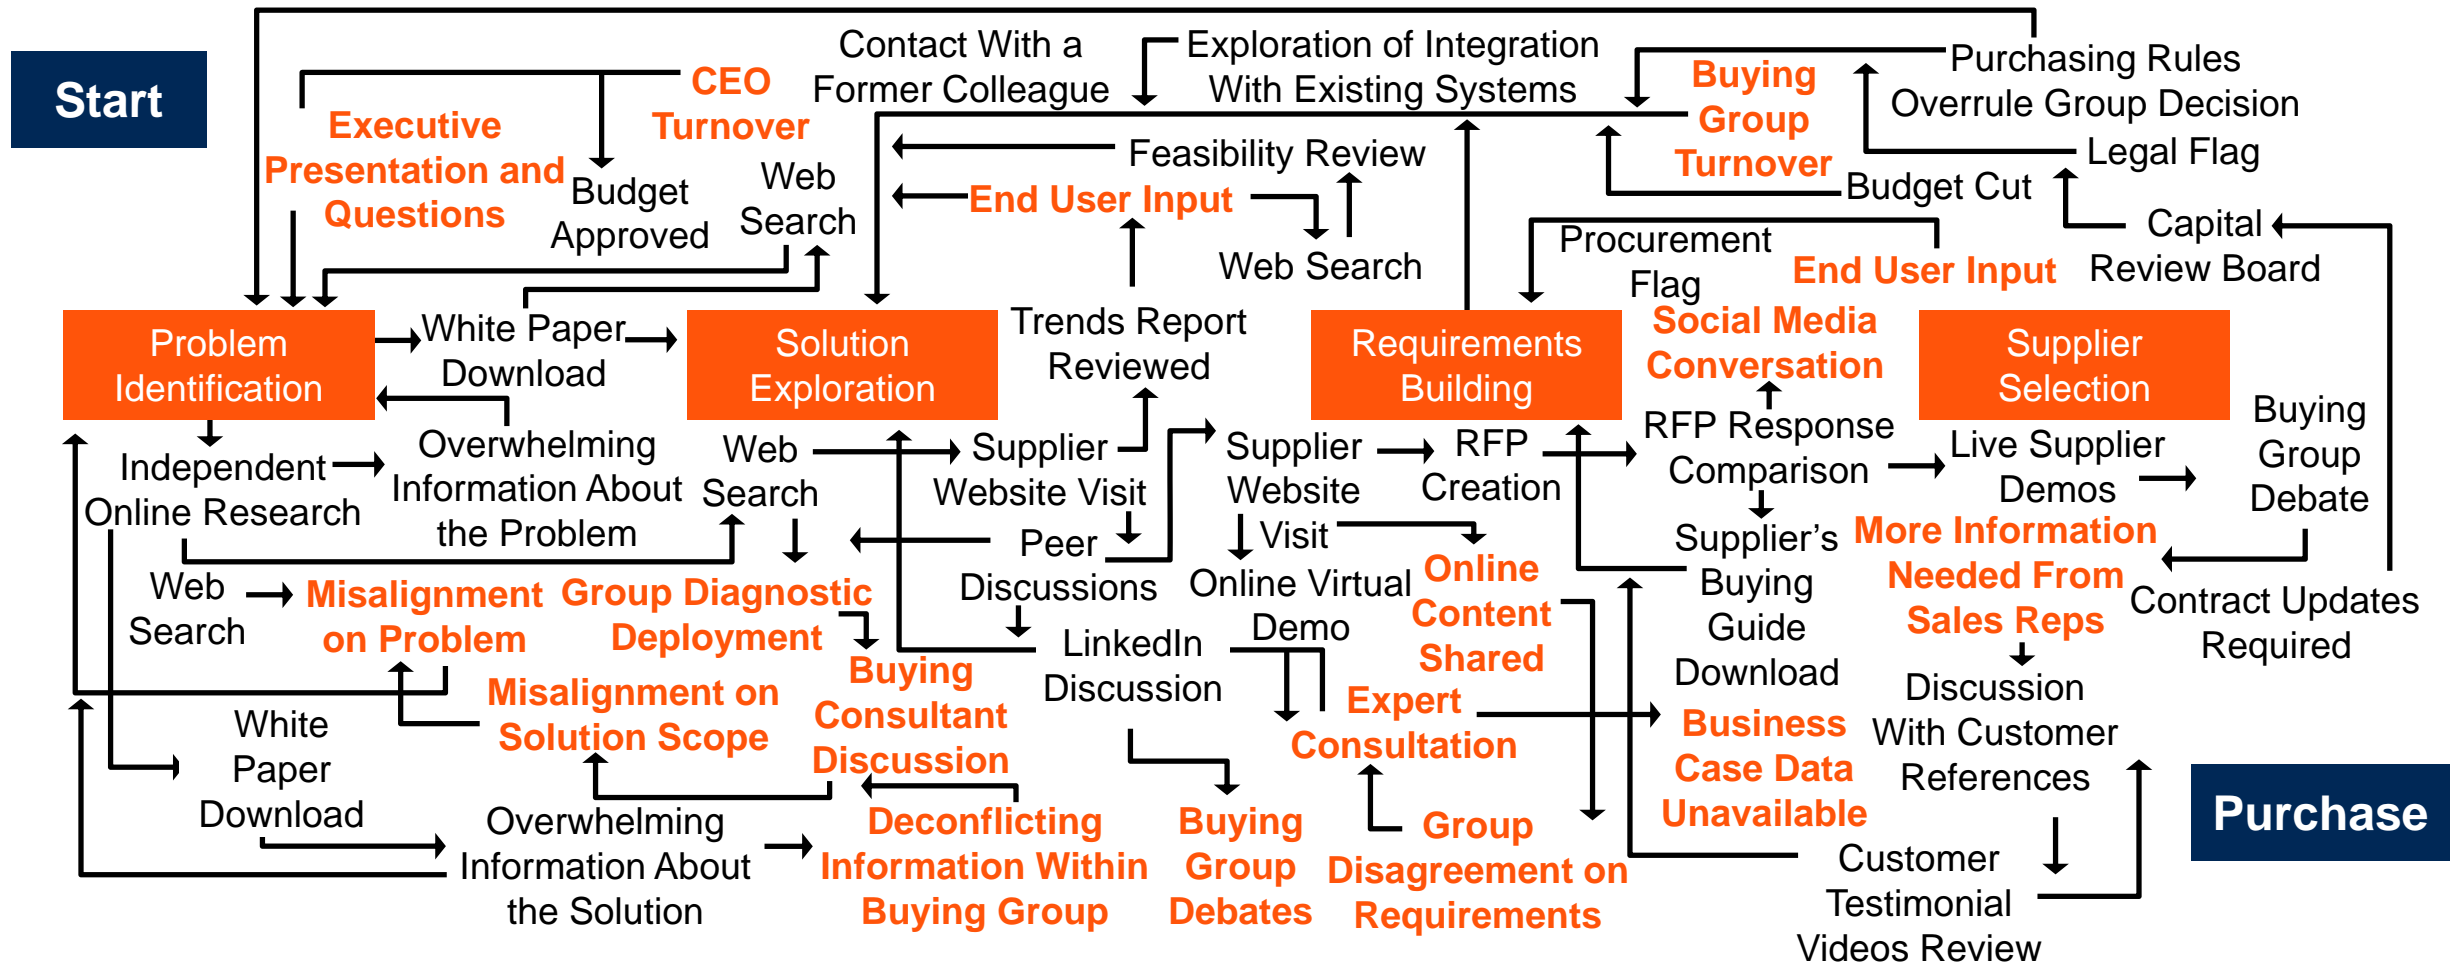 Start
Contact With a
Former Colleague
Exploration of Integration
With Existing Systems
Purchasing Rules
Overrule Group Decision
CEO
Turnover
Buying
Group
Turnover
Executive
Presentation and
Questions
Budget
Approved
Web
Search
Feasibility Review
End User Input
Web Search
Legal Flag
Budget Cut
Capital
Review Board
Procurement
Flag
End User Input
Problem
Identification
White Paper
Download
Solution
Exploration
Trends Report
Reviewed
Requirements
Building
Social Media
Conversation
Supplier
Selection
Independent
Online Research
Overwhelming
Information About
the Problem
Web
Search
Supplier
Website Visit
Supplier
Website
Visit
RFP
Creation
RFP Response
Comparison
Live Supplier
Demos
Buying
Group
Debate
Web
Search
Misalignment
on Problem
Group Diagnostic
Deployment
Peer
Discussions
Online Virtual
Demo
Online
Content
Shared
Supplier's
Buying
Guide
Download
More Information
Needed From
Sales Reps
Contract Updates
Required
White
Paper
Download
Misalignment on
Solution Scope
Buying
Consultant
Discussion
LinkedIn
Discussion
Expert
Consultation
Business
Case Data
Unavailable
Discussion
With Customer
References
Purchase
Overwhelming
Information About
the Solution
Deconflicting
Information Within
Buying Group
Buying
Group
Debates
Group
Disagreement on
Requirements
Customer
Testimonial
Videos Review